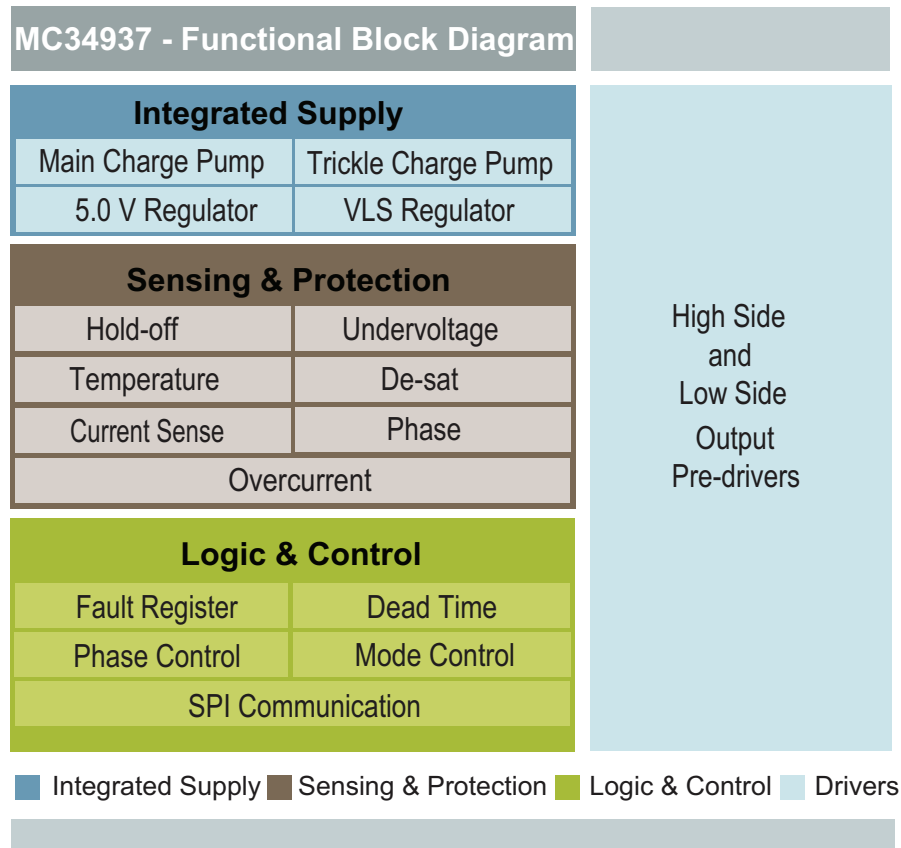 MC34937 - Functional Block Diagram
Integrated Supply
Main Charge Pump
Trickle Charge Pump
5.0 V Regulator
VLS Regulator
Sensing & Protection
Hold-off
Undervoltage
Temperature
De-sat
Current Sense
Phase
Overcurrent
Logic & Control
Fault Register
Dead Time
Phase Control
Mode Control
SPI Communication
High Side
and
Low Side
Output
Pre-drivers
Integrated Supply
Sensing & Protection
Logic & Control
Drivers